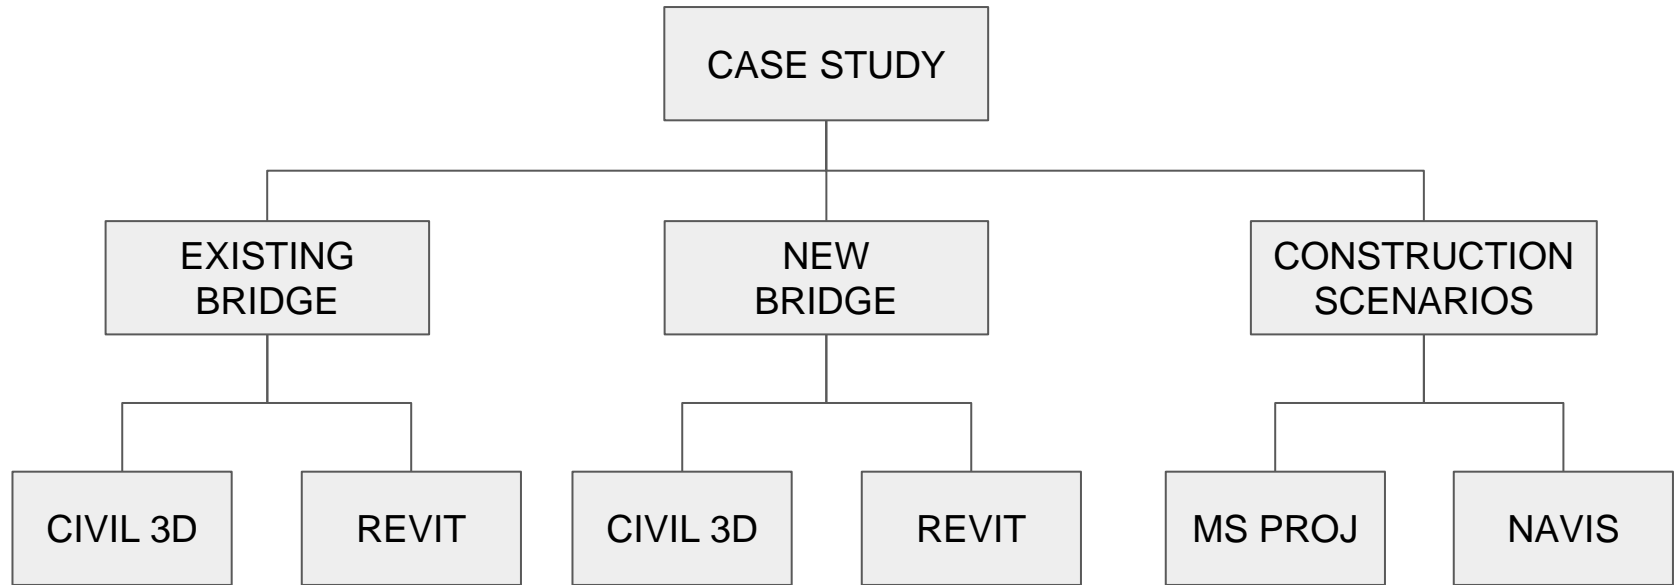 CASE STUDY
EXISTING
BRIDGE
NEW
BRIDGE
CONSTRUCTION
SCENARIOS
CIVIL 3D
REVIT
CIVIL 3D
REVIT
MS PROJ
NAVIS